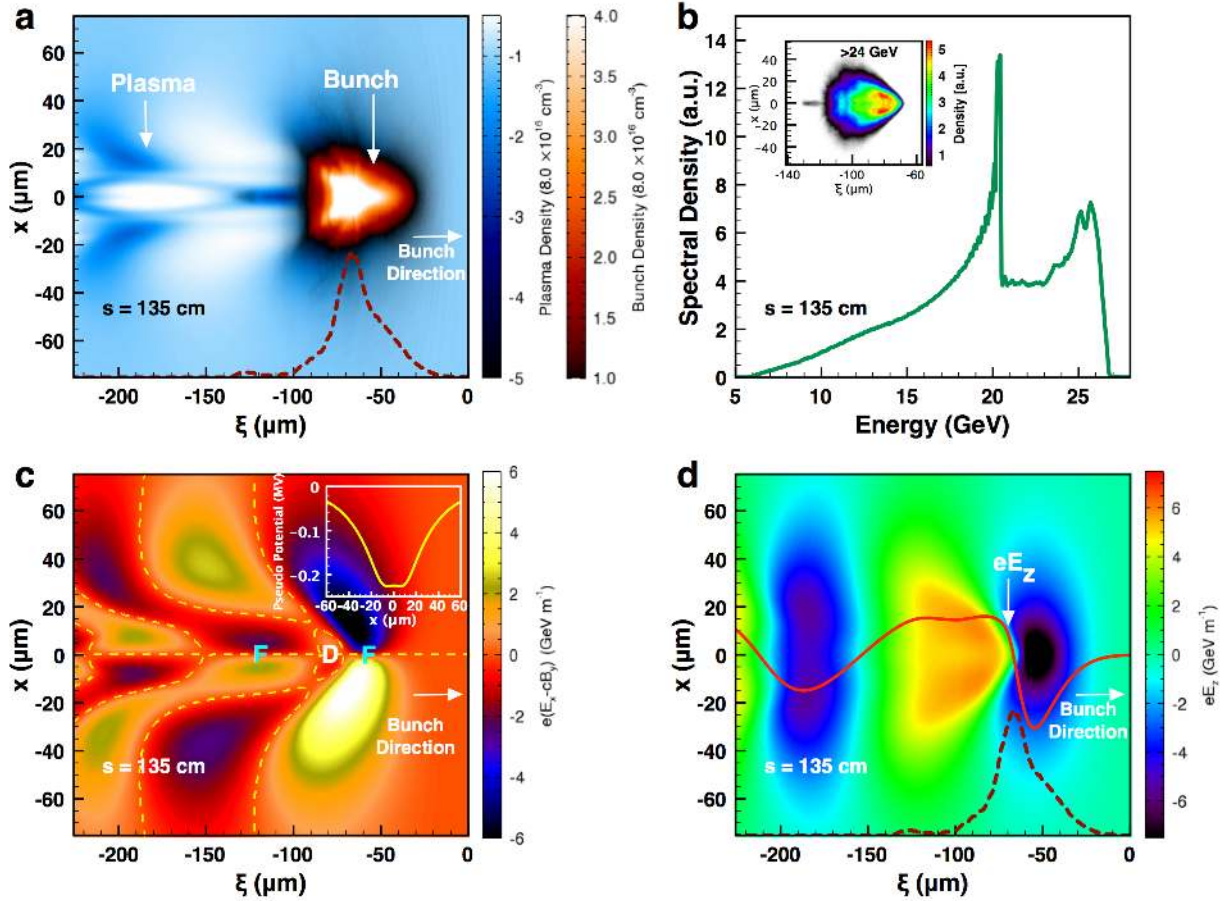 a
75
60
40
20
0
-20
-40
-60
x (µm)
Plasma
Bunch
Bunch
Direction
s = 135 cm
-200
-150
-100
-50
0
ξ (µm)
-1
-2
-3
-4
-5
Plasma Density (8.0 ×10¹⁶ cm⁻³)
4.0
3.5
3.0
2.5
2.0
1.5
1.0
Bunch Density (8.0 ×10¹⁶ cm⁻³)
b
14
12
10
8
6
4
2
0
Spectral Density (a.u.)
>24 GeV
40
20
0
-20
-40
x (µm)
-140
-100
-60
ξ (µm)
5
4
3
2
1
Density [a.u.]
s = 135 cm
5
10
15
20
25
Energy (GeV)
c
60
40
20
0
-20
-40
-60
x (µm)
0
-0.1
-0.2
Pseudo Potential (MV)
-60 -40 -20 0 20 40 60
x (µm)
F
D
F
Bunch
Direction
s = 135 cm
-200
-150
-100
-50
0
ξ (µm)
6
4
2
0
-2
-4
-6
e(Eₓ-cBᵧ) (GeV m⁻¹)
d
60
40
20
0
-20
-40
-60
x (µm)
eE_z
Bunch
Direction
s = 135 cm
-200
-150
-100
-50
0
ξ (µm)
6
4
2
0
-2
-4
-6
eE_z (GeV m⁻¹)